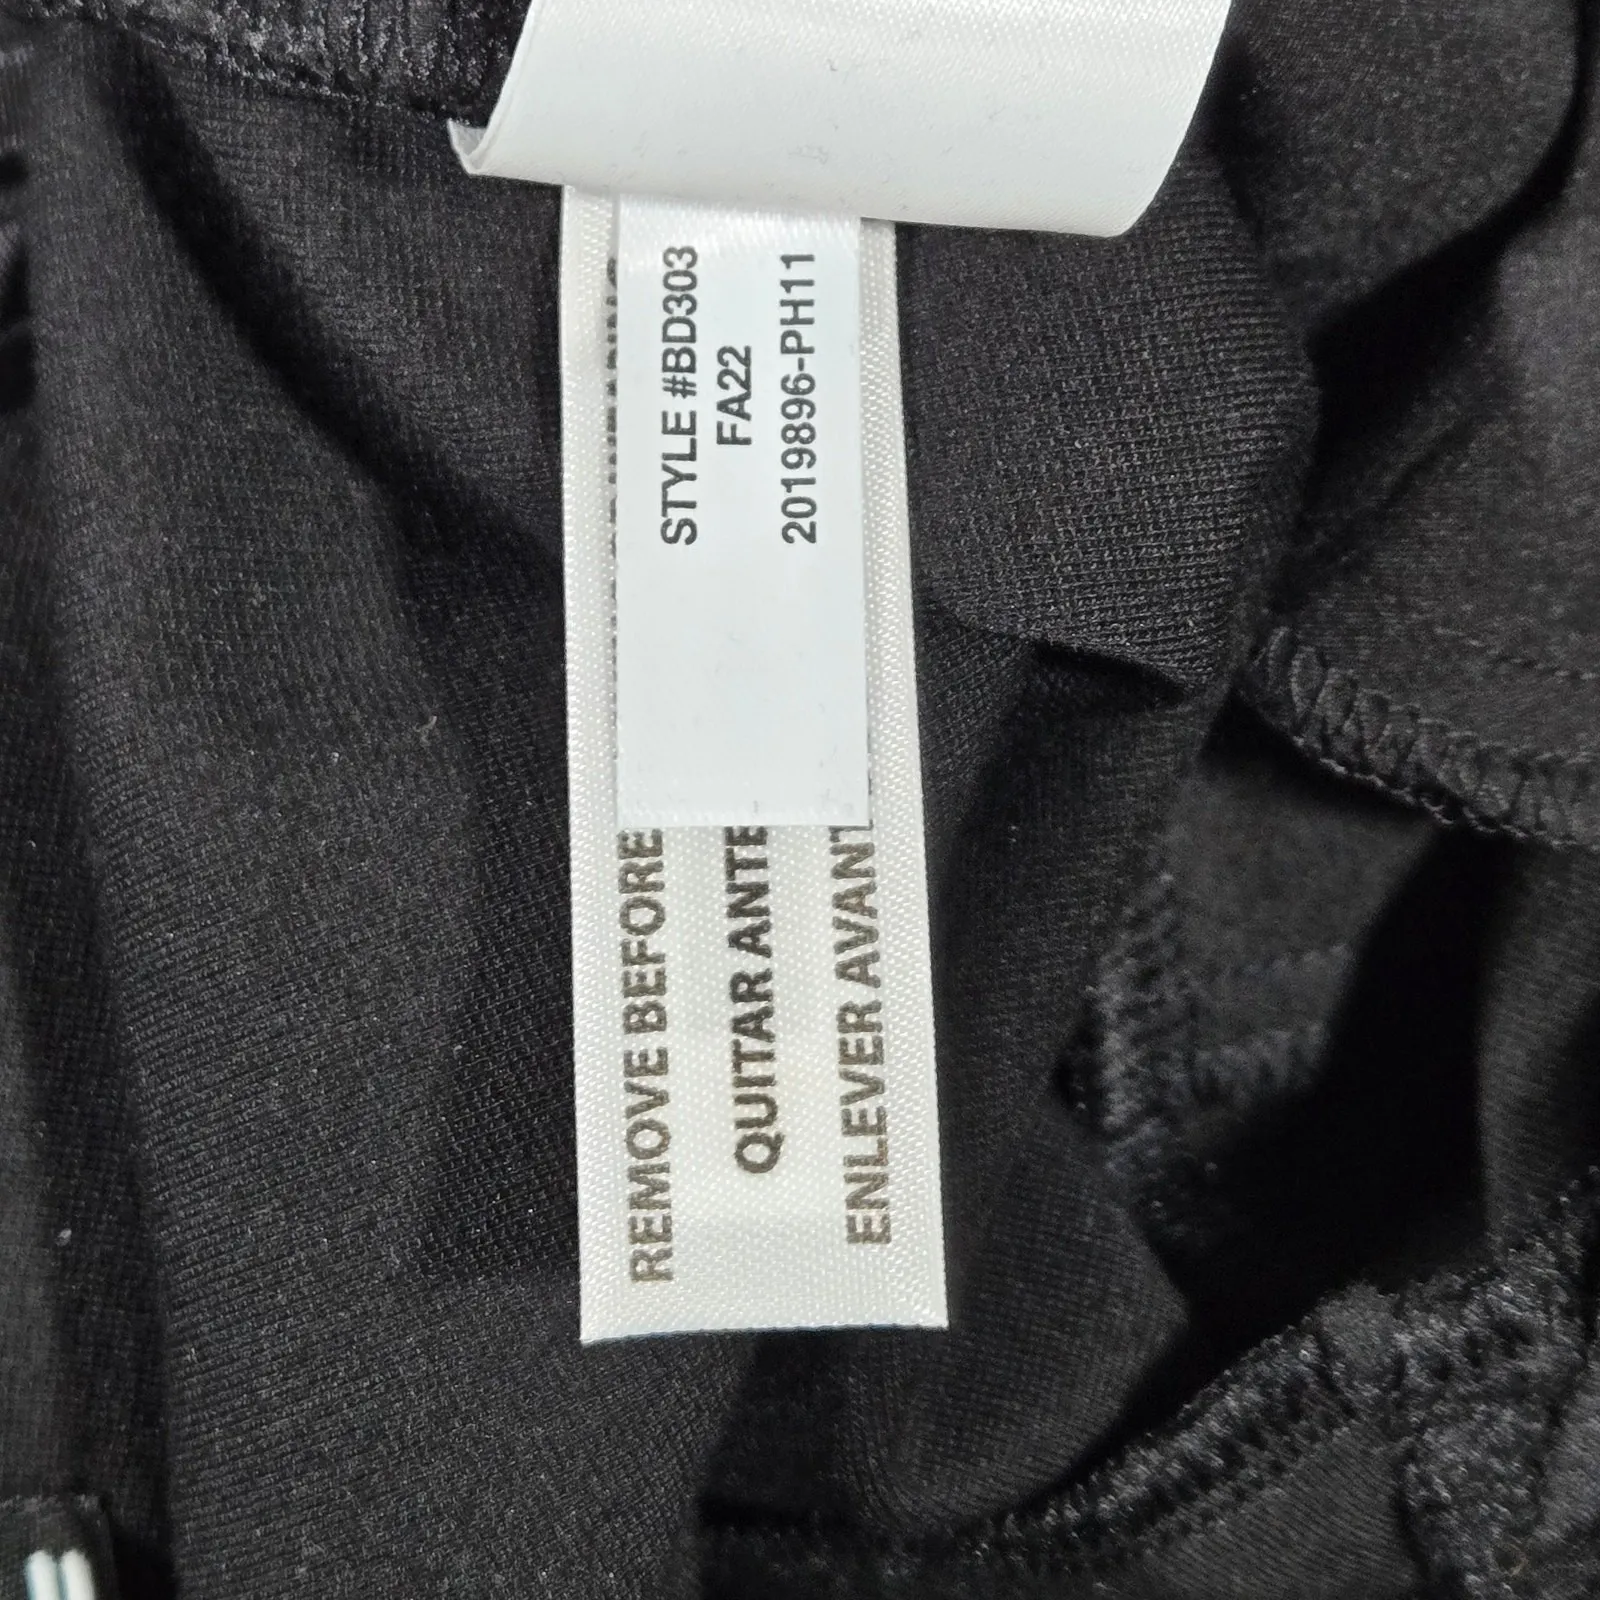 STYLE #BD303
FA22
2019896-PH11
REMOVE BEFORE
QUITAR ANTE
ENLEVER AVANT